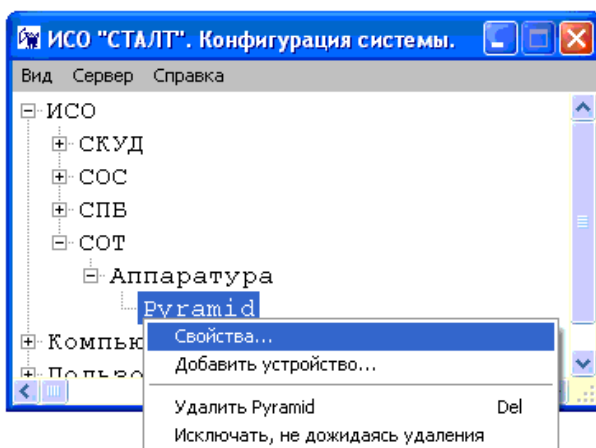 ИСО "СТАЛТ". Конфигурация системы.
Вид Сервер Справка
ИСО
СКУД
СОС
СПВ
СОТ
Аппаратура
Pyramid
Свойства...
Компью
Добавить устройство...
Удалить Pyramid Del
Исключать, не дожидаясь удаления